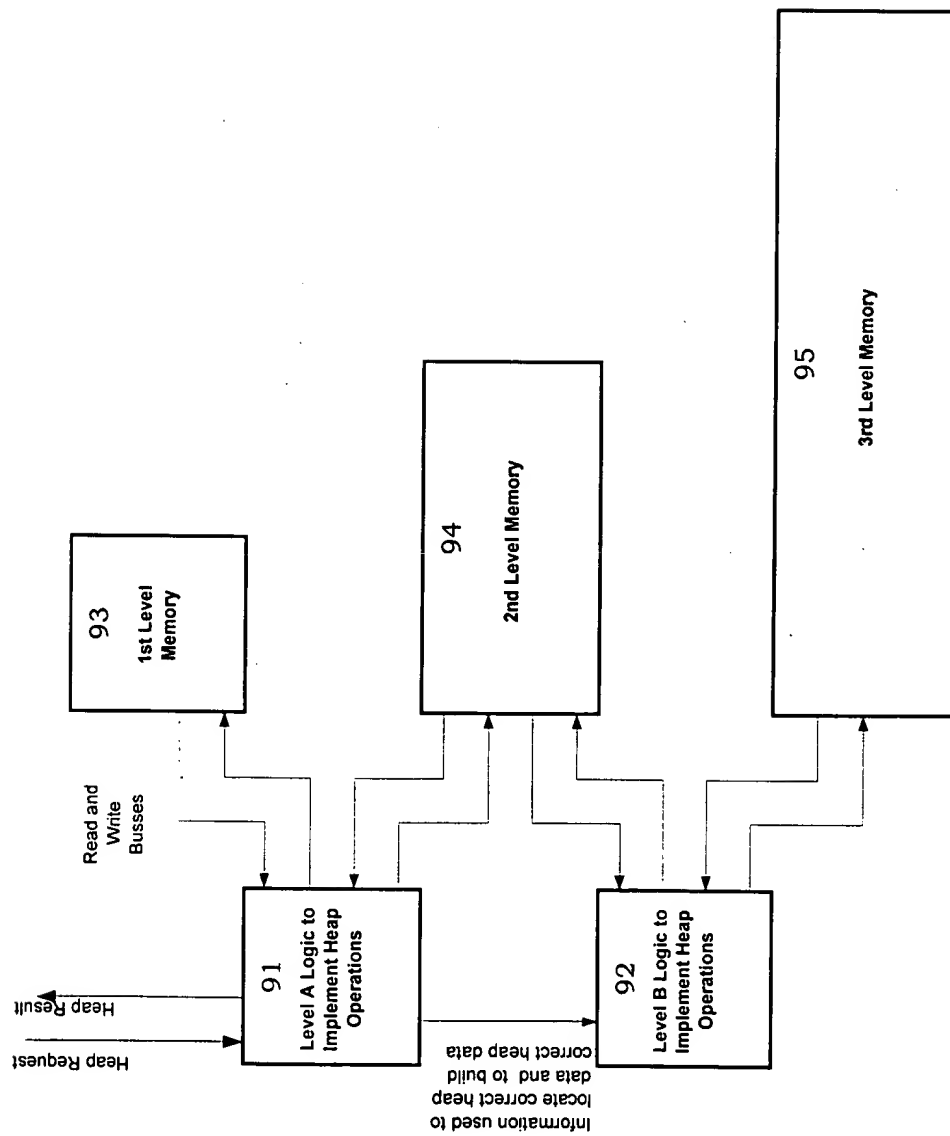 Heap Request
Heap Result
91
Level A Logic to
Implement Heap
Operations
Read and
Write
Busses
93
1st Level
Memory
Information used to
locate correct heap
data and to build
correct heap data
94
2nd Level Memory
92
Level B Logic to
Implement Heap
Operations
95
3rd Level Memory